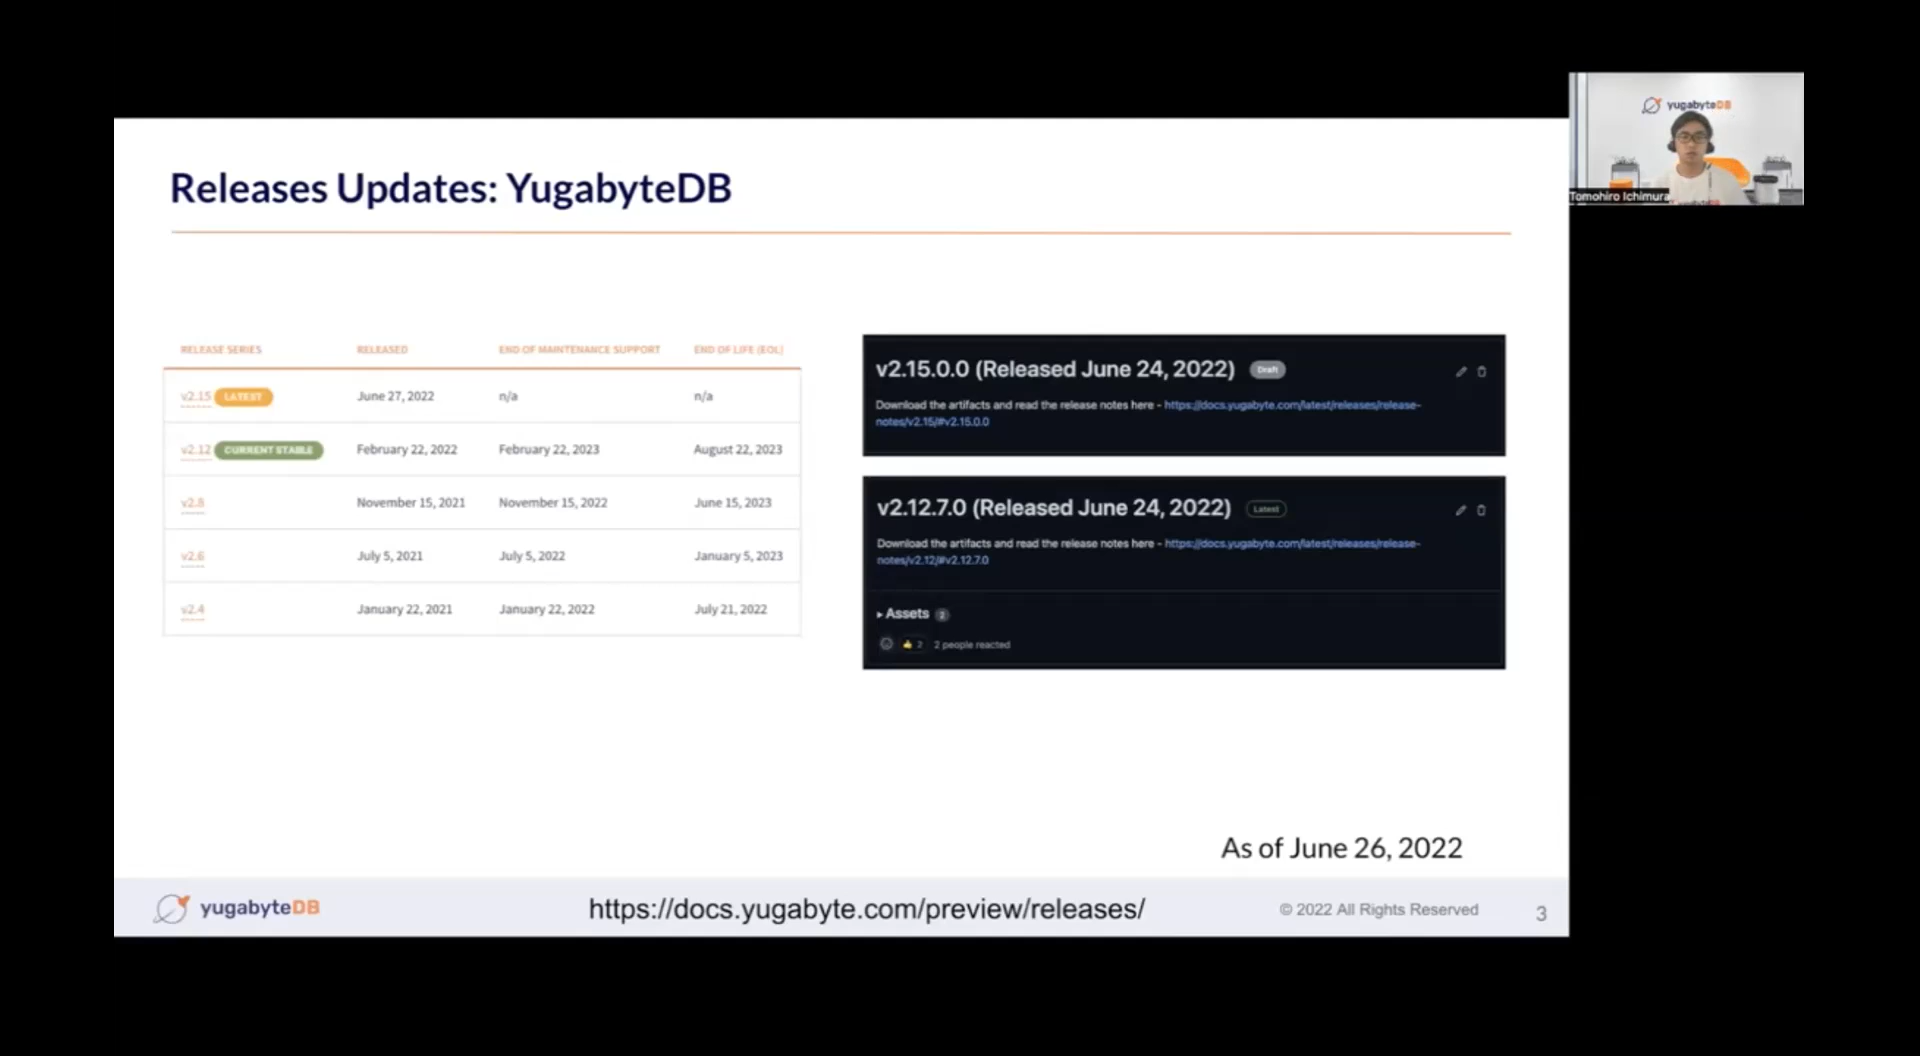 yugabyteDB
Tomohiro Ichimura
Releases Updates: YugabyteDB
RELEASE SERIES RELEASED END OF MAINTENANCE SUPPORT END OF LIFE (EOL)
v2.15 LATEST June 27, 2022 n/a n/a
v2.12 CURRENT STABLE February 22, 2022 February 22, 2023 August 22, 2023
v2.8 November 15, 2021 November 15, 2022 June 15, 2023
v2.6 July 5, 2021 July 5, 2022 January 5, 2023
v2.4 January 22, 2021 January 22, 2022 July 21, 2022
v2.15.0.0 (Released June 24, 2022) Draft
Download the artifacts and read the release notes here - https://docs.yugabyte.com/latest/releases/release-
notes/v2.15/#v2.15.0.0
v2.12.7.0 (Released June 24, 2022) Latest
Download the artifacts and read the release notes here - https://docs.yugabyte.com/latest/releases/release-
notes/v2.12/#v2.12.7.0
Assets 2
2 2 people reacted
As of June 26, 2022
yugabyteDB https://docs.yugabyte.com/preview/releases/ © 2022 All Rights Reserved 3